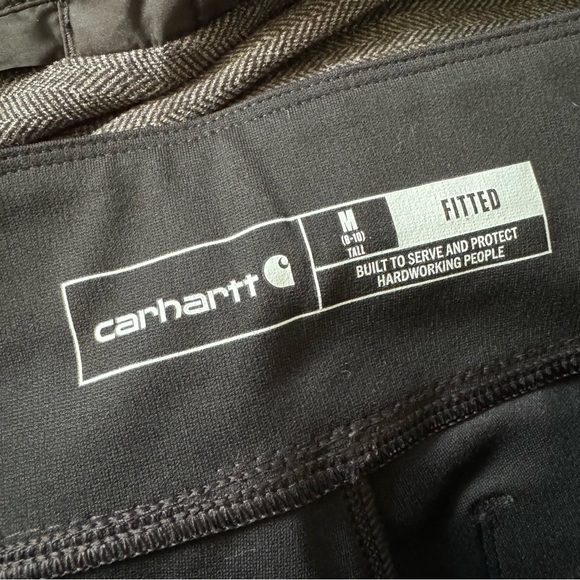 carhartt
M
(8-10)
TALL
FITTED
BUILT TO SERVE AND PROTECT
HARDWORKING PEOPLE